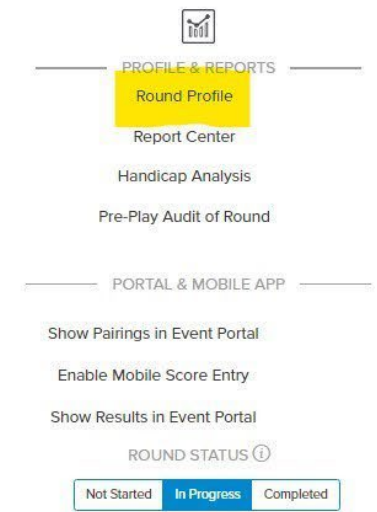 PROFILE & REPORTS
Round Profile
Report Center
Handicap Analysis
Pre-Play Audit of Round
PORTAL & MOBILE APP
Show Pairings in Event Portal
Enable Mobile Score Entry
Show Results in Event Portal
ROUND STATUS
Not Started In Progress Completed